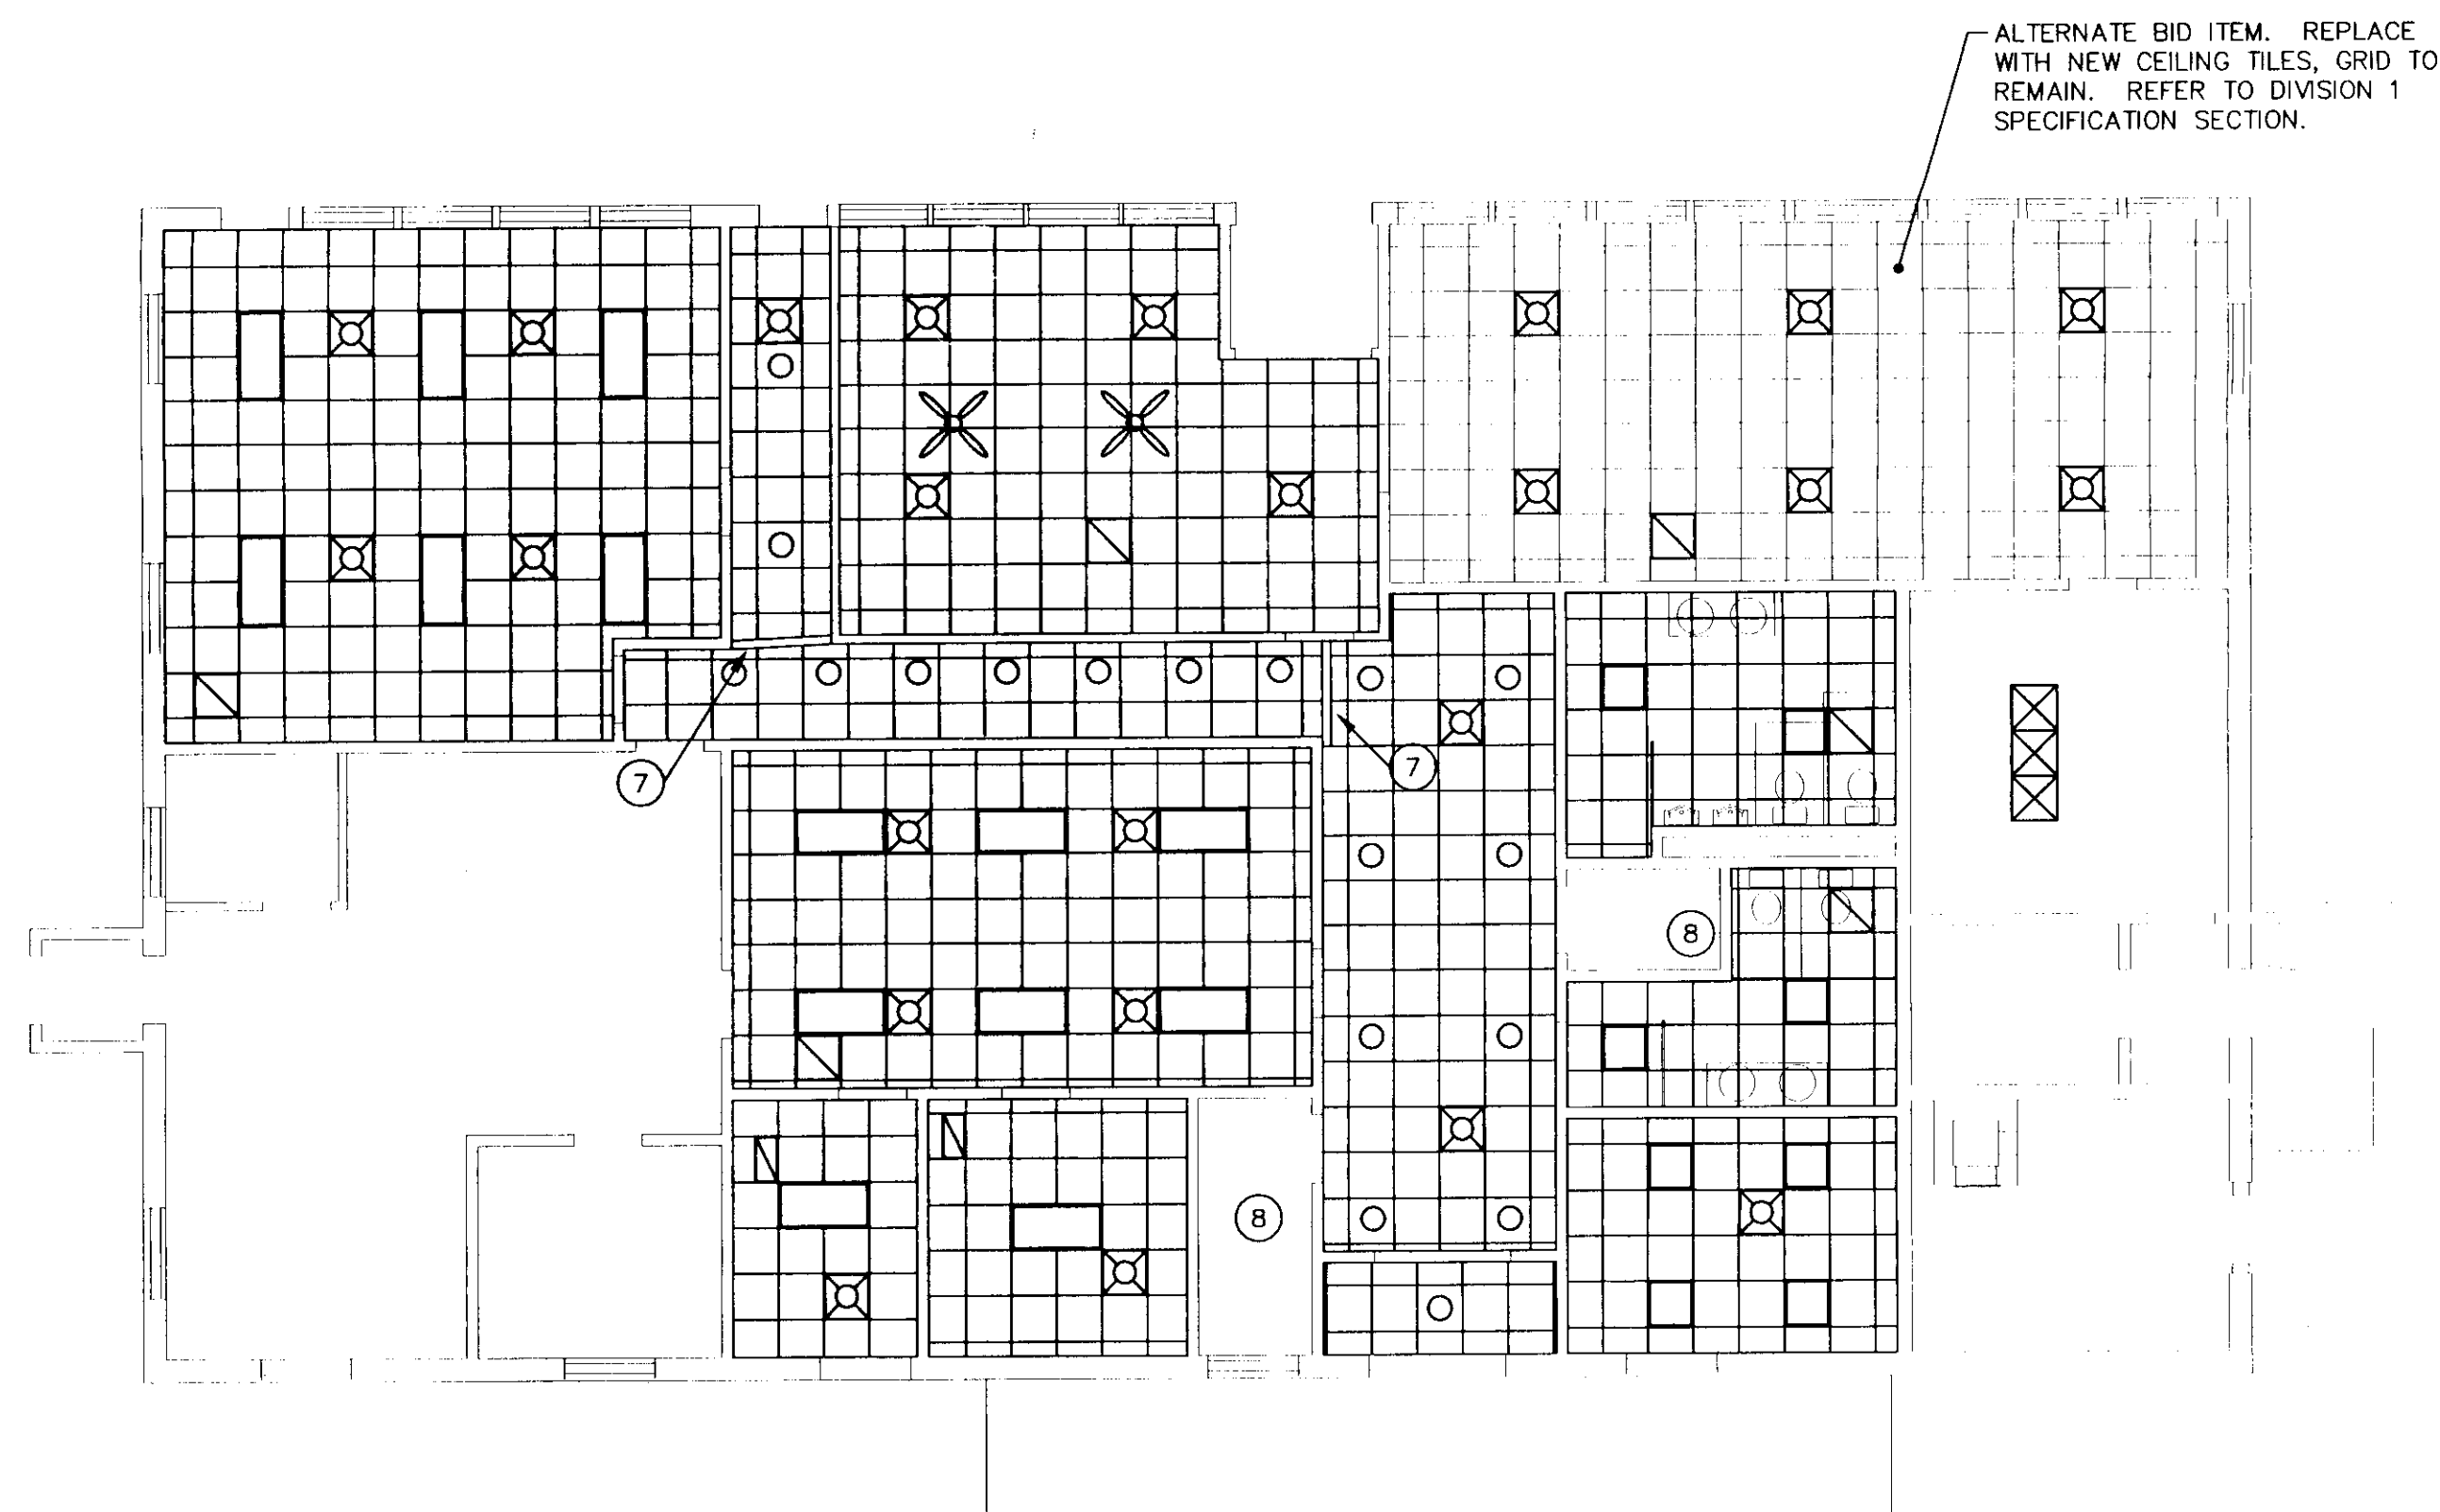 ALTERNATE BID ITEM. REPLACE
WITH NEW CEILING TILES, GRID TO
REMAIN. REFER TO DIVISION 1
SPECIFICATION SECTION.
7
7
8
8